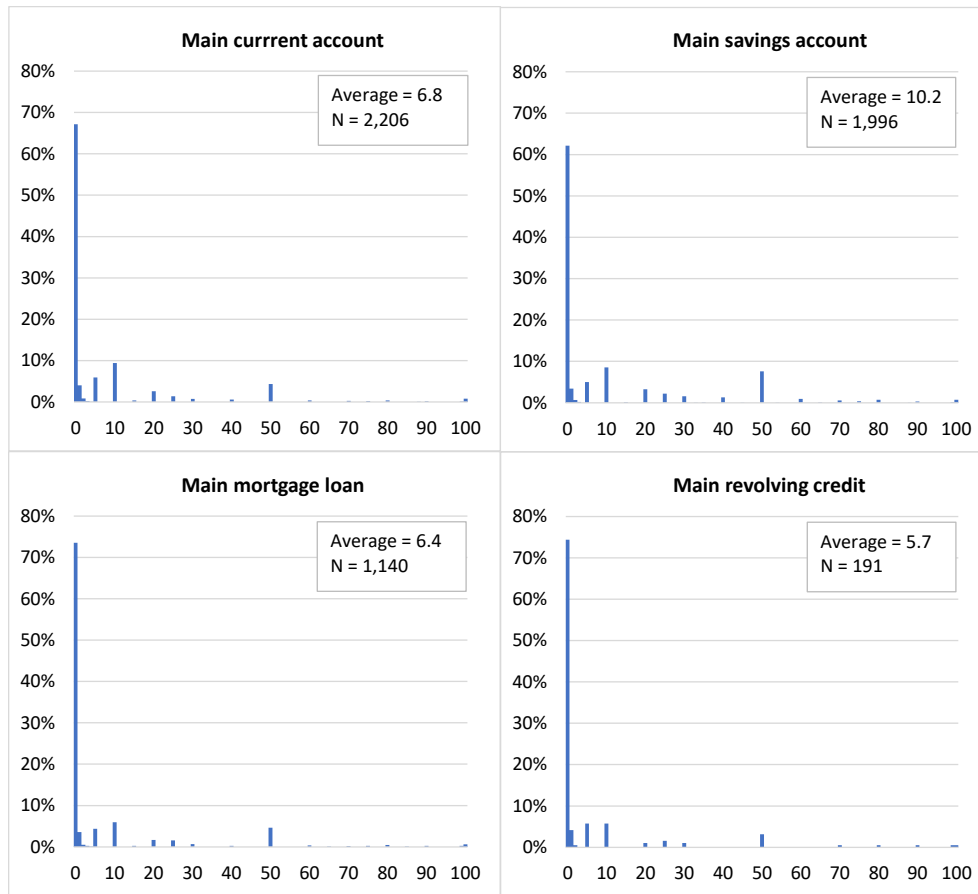 Main currrent account
Average = 6.8
N = 2,206
80%
70%
60%
50%
40%
30%
20%
10%
0%
0 10 20 30 40 50 60 70 80 90 100
Main savings account
Average = 10.2
N = 1,996
80%
70%
60%
50%
40%
30%
20%
10%
0%
0 10 20 30 40 50 60 70 80 90 100
Main mortgage loan
Average = 6.4
N = 1,140
80%
70%
60%
50%
40%
30%
20%
10%
0%
0 10 20 30 40 50 60 70 80 90 100
Main revolving credit
Average = 5.7
N = 191
80%
70%
60%
50%
40%
30%
20%
10%
0%
0 10 20 30 40 50 60 70 80 90 100